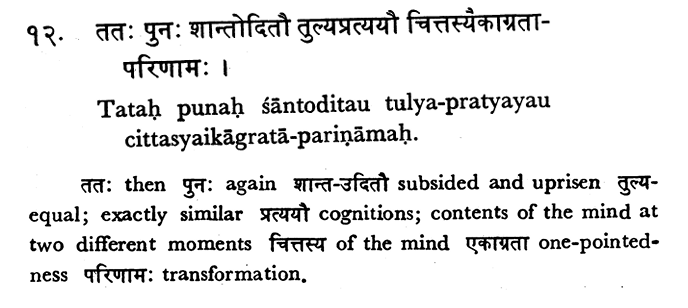 १२. ततः पुनः शान्तोदितौ तुल्यप्रत्ययौ चित्तस्यैकाग्रता-
परिणामः ।
Tataḥ punaḥ śāntoditau tulya-pratyayau
cittasyaikāgratā-pariṇāmaḥ.
ततः then पुनः again शान्त-उदितौ subsided and uprisen तुल्य-
equal; exactly similar प्रत्ययौ cognitions; contents of the mind at
two different moments चित्तस्य of the mind एकाग्रता one-pointed-
ness परिणामः transformation.